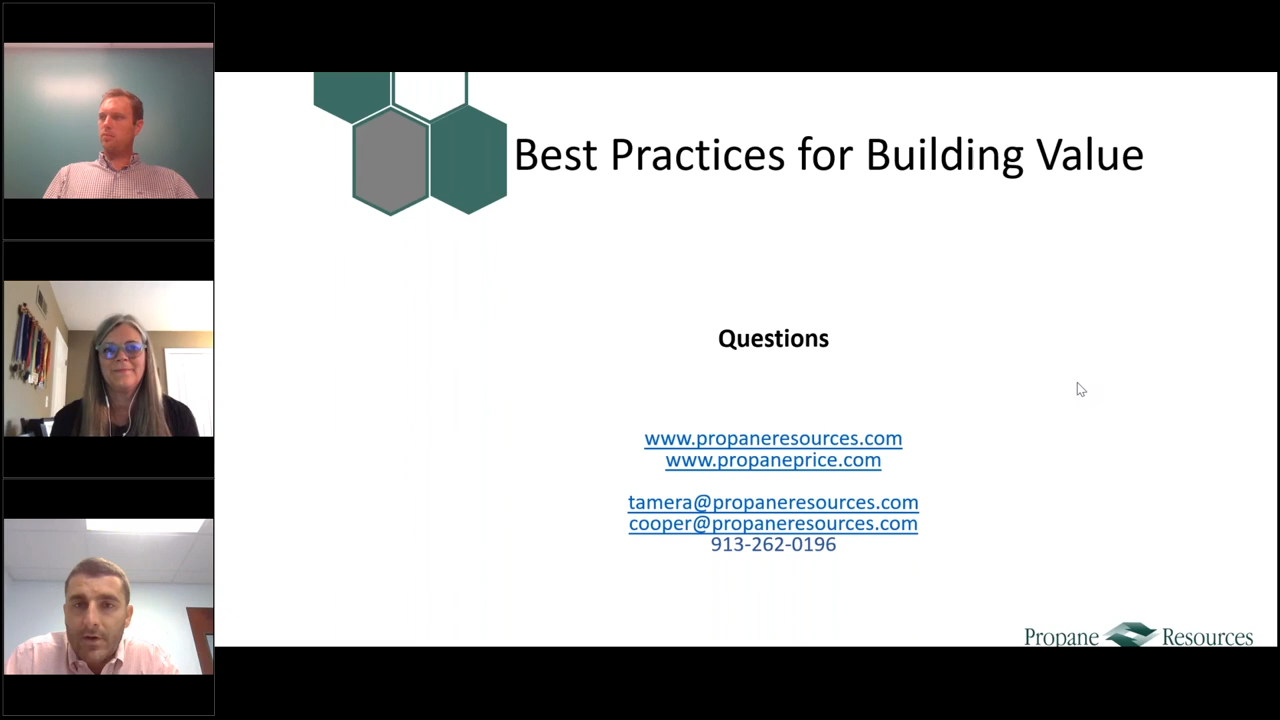 Best Practices for Building Value
Questions
www.propaneresources.com
www.propaneprice.com
tamera@propaneresources.com
cooper@propaneresources.com
913-262-0196
Propane Resources